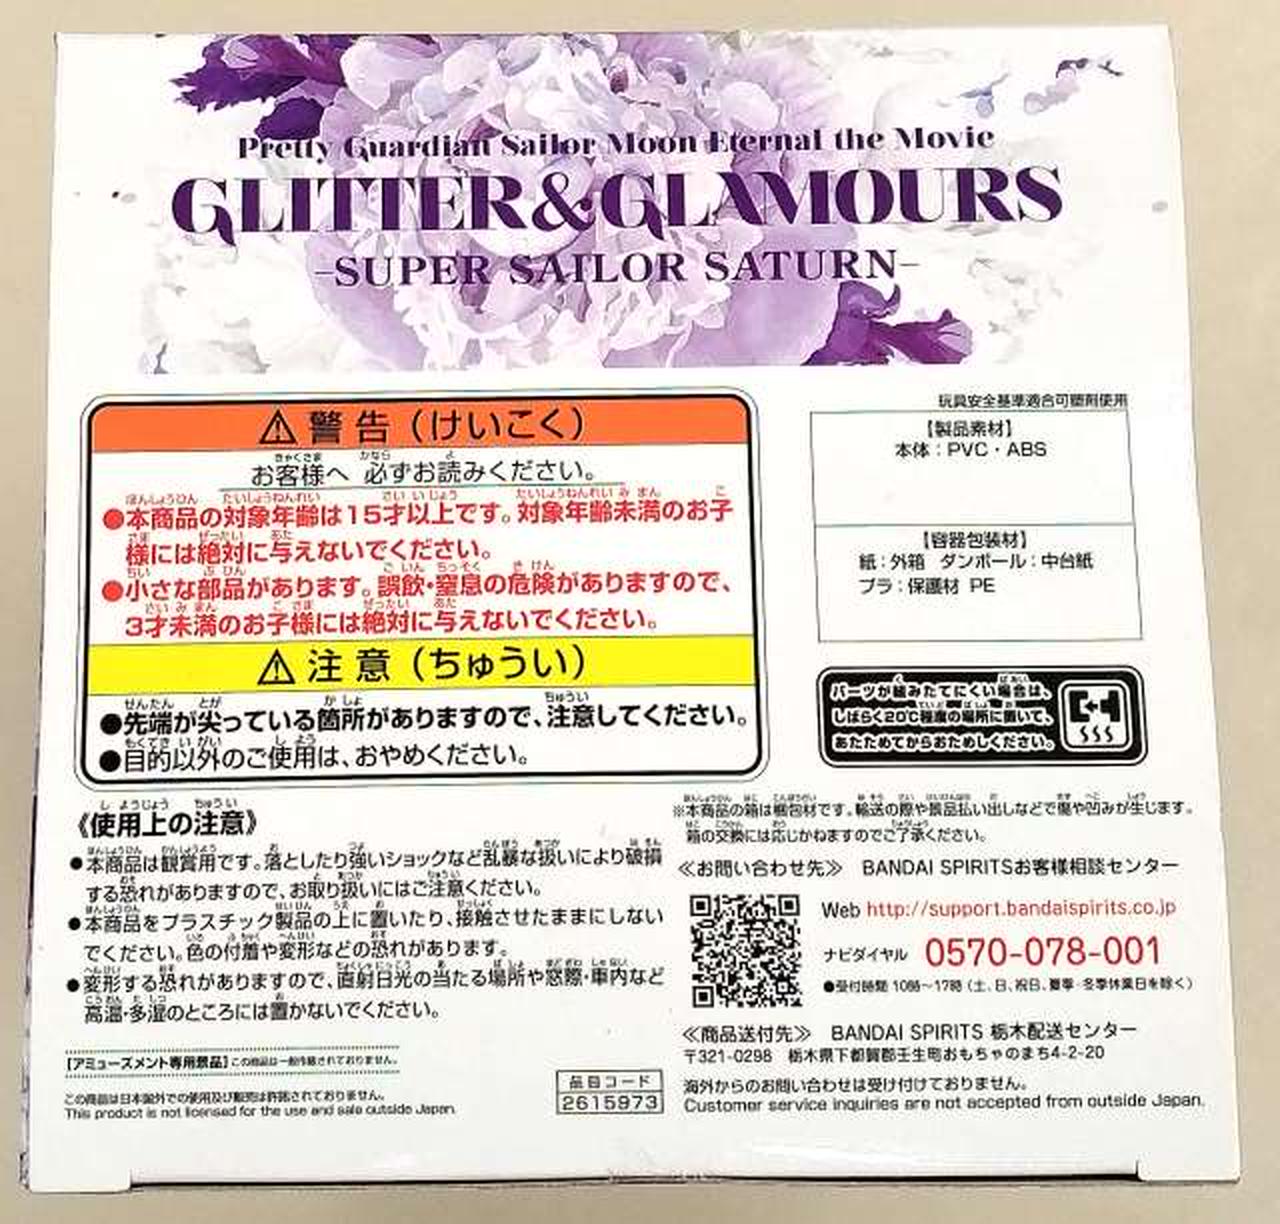 Pretty Guardian Sailor Moon Eternal the Movie
GLITTER&GLAMOURS
-SUPER SAILOR SATURN-
⚠警告（けいこく）
お客様へ 必ずお読みください。
●本商品の対象年齢は15才以上です。対象年齢未満のお子
様には絶対に与えないでください。
●小さな部品があります。誤飲・窒息の危険がありますので、
3才未満のお子様には絶対に与えないでください。
⚠注意（ちゅうい）
●先端が尖っている箇所がありますので、注意してください。
●目的以外のご使用は、おやめください。
玩具安全基準適合可塑剤使用
【製品素材】
本体：PVC・ABS
【容器包装材】
紙：外箱 ダンボール：中台紙
プラ：保護材 PE
パーツが組みたてにくい場合は、
しばらく20℃程度の場所に置いて、
あたためてからおためしください。
《使用上の注意》
●本商品は観賞用です。落としたり強いショックなど乱暴な扱いにより破損
する恐れがありますので、お取り扱いにはご注意ください。
●本商品をプラスチック製品の上に置いたり、接触させたままにしない
でください。色の付着や変形などの恐れがあります。
●変形する恐れがありますので、直射日光の当たる場所や窓際・車内など
高温・多湿のところには置かないでください。
[アミューズメント専用景品] この商品は一般市販されておりません。
この商品は日本国外での使用及び販売は許諾されておりません。
This product is not licensed for the use and sale outside Japan.
品目コード
2615973
※本商品の箱は梱包材です。輸送の際や景品払い出しなどで傷や凹みが生じます。
箱の交換には応じかねますのでご了承ください。
≪お問い合わせ先≫ BANDAI SPIRITSお客様相談センター
Web http://support.bandaispirits.co.jp
ナビダイヤル 0570-078-001
●受付時間 10時～17時（土、日、祝日、夏季・冬季休業日を除く）
≪商品送付先≫ BANDAI SPIRITS 栃木配送センター
〒321-0298 栃木県下都賀郡壬生町おもちゃのまち4-2-20
海外からのお問い合わせは受け付けておりません。
Customer service inquiries are not accepted from outside Japan.